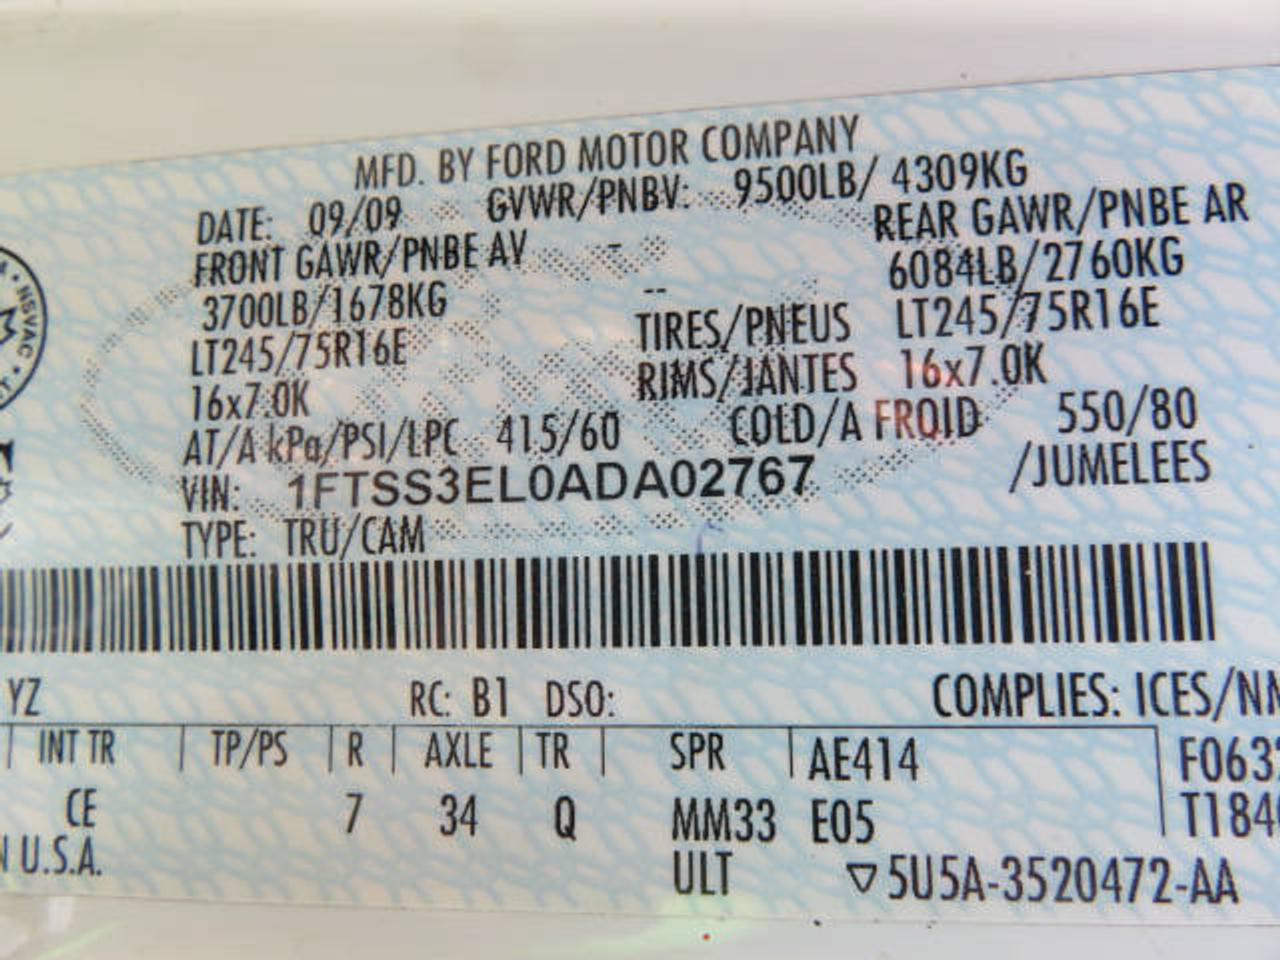 MFD. BY FORD MOTOR COMPANY
DATE: 09/09 GVWR/PNBV: 9500LB/ 4309KG
FRONT GAWR/PNBE AV - REAR GAWR/PNBE AR
3700LB/1678KG -- 6084LB/2760KG
LT245/75R16E TIRES/PNEUS LT245/75R16E
16x7.0K RIMS/JANTES 16x7.0K
AT/A kPa/PSI/LPC 415/60 COLD/A FROID 550/80
VIN: 1FTSS3EL0ADA02767 /JUMELEES
TYPE: TRU/CAM
NSVAC
YZ RC: B1 DSO: COMPLIES: ICES/NM
INT TR TP/PS R AXLE TR SPR AE414 F063
CE 7 34 Q MM33 E05 T184
U.S.A. ULT ▽5U5A-3520472-AA